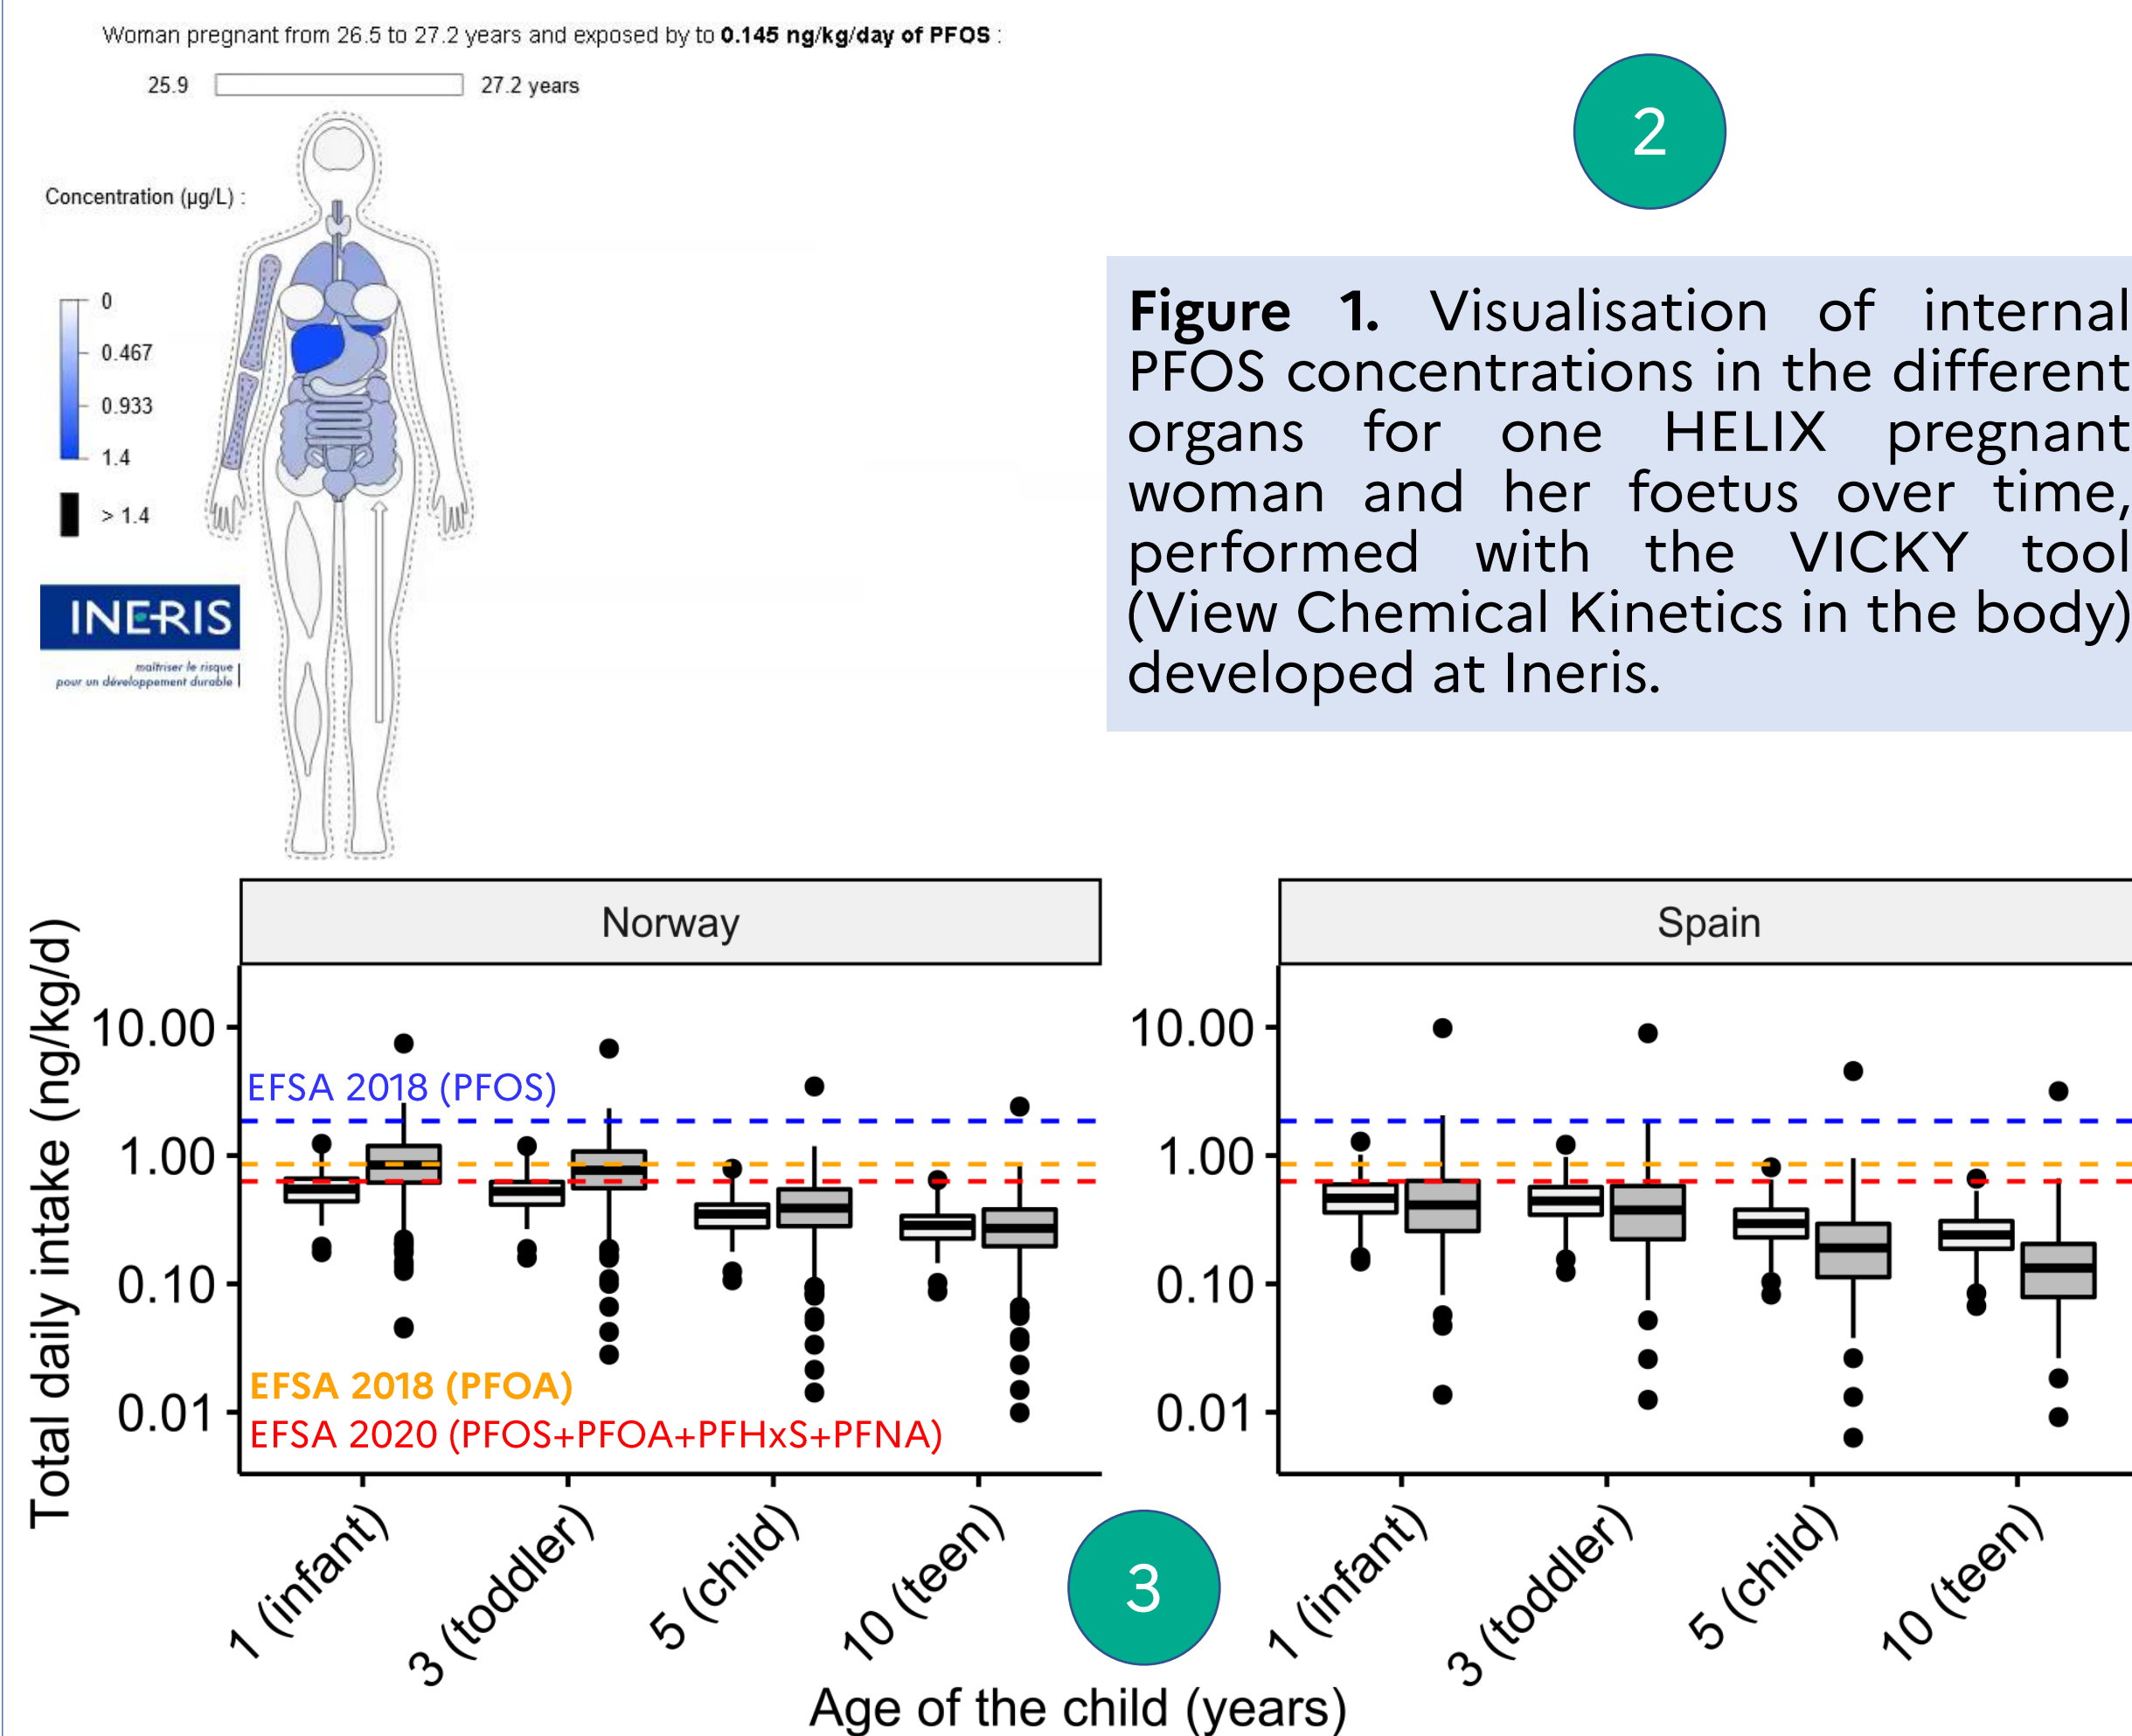 Woman pregnant from 26.5 to 27.2 years and exposed by to 0.145 ng/kg/day of PFOS :
25.9
27.2 years
Concentration (µg/L) :
0
0.467
0.933
1.4
> 1.4
INERIS
maîtriser le risque
pour un développement durable
2
Figure 1. Visualisation of internal
PFOS concentrations in the different
organs for one HELIX pregnant
woman and her foetus over time,
performed with the VICKY tool
(View Chemical Kinetics in the body)
developed at Ineris.
Total daily intake (ng/kg/d)
Norway
10.00
1.00
0.10
0.01
EFSA 2018 (PFOS)
EFSA 2018 (PFOA)
EFSA 2020 (PFOS+PFOA+PFHxS+PFNA)
1 (infant)
3 (toddler)
5 (child)
10 (teen)
3
Spain
10.00
1.00
0.10
0.01
1 (infant)
3 (toddler)
5 (child)
10 (teen)
Age of the child (years)